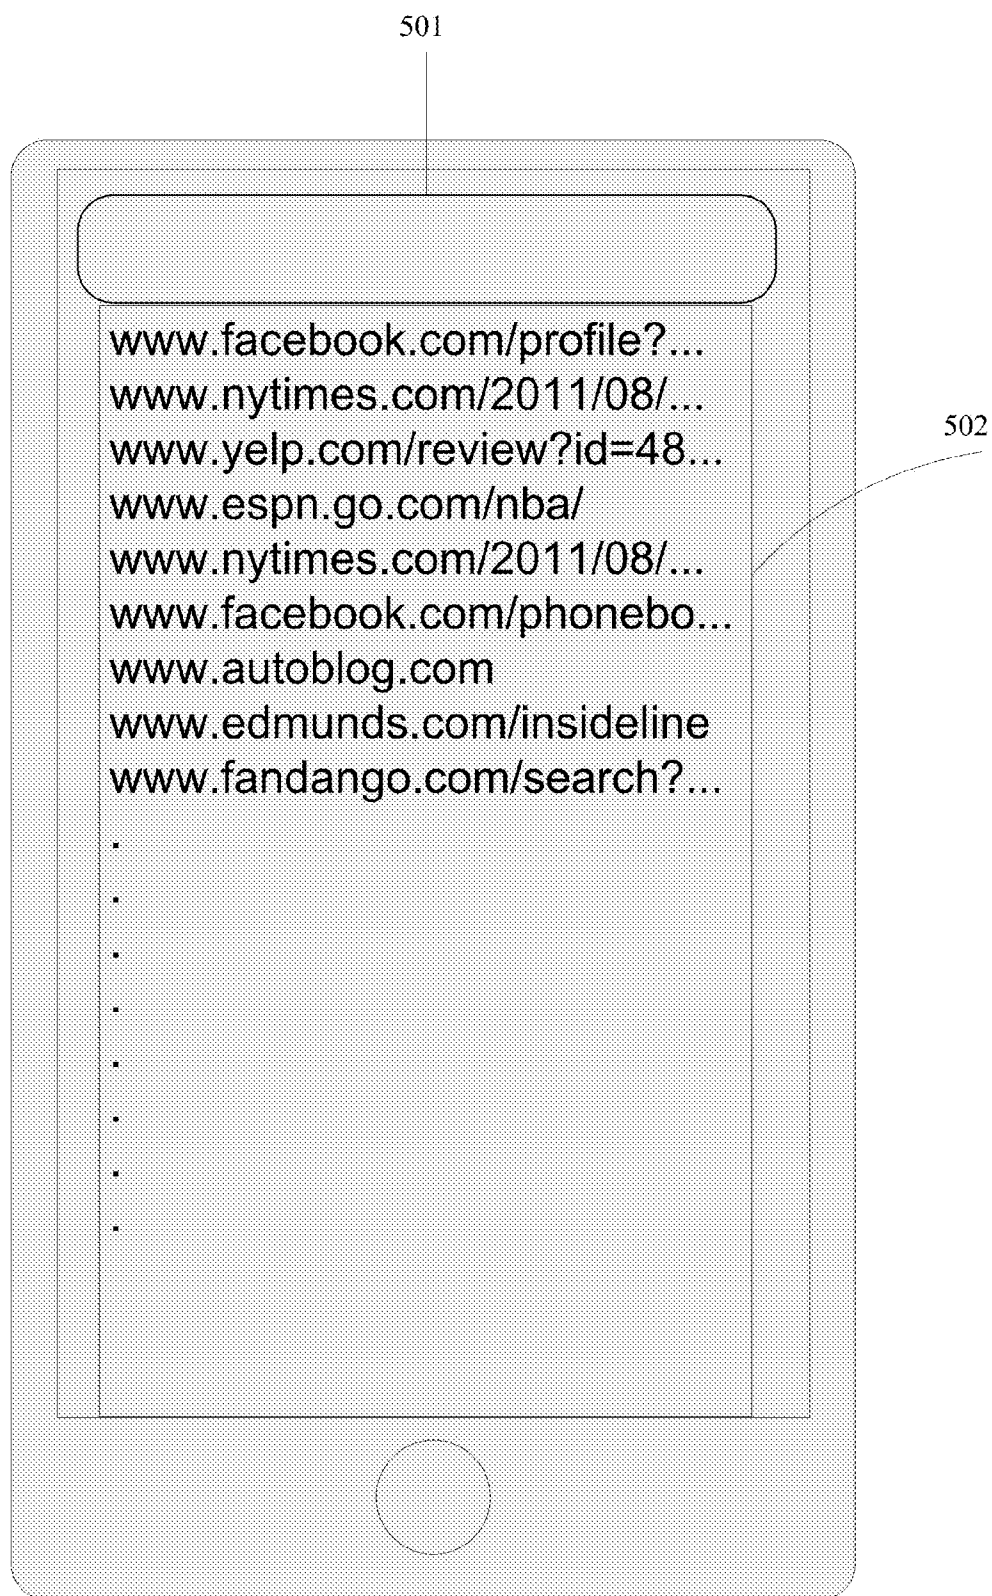 501
www.facebook.com/profile?...
www.nytimes.com/2011/08/...
502
www.yelp.com/review?id=48...
www.espn.go.com/nba/
www.nytimes.com/2011/08/...
www.facebook.com/phonebo...
www.autoblog.com
www.edmunds.com/insideline
www.fandango.com/search?...
.
.
.
.
.
.
.
.